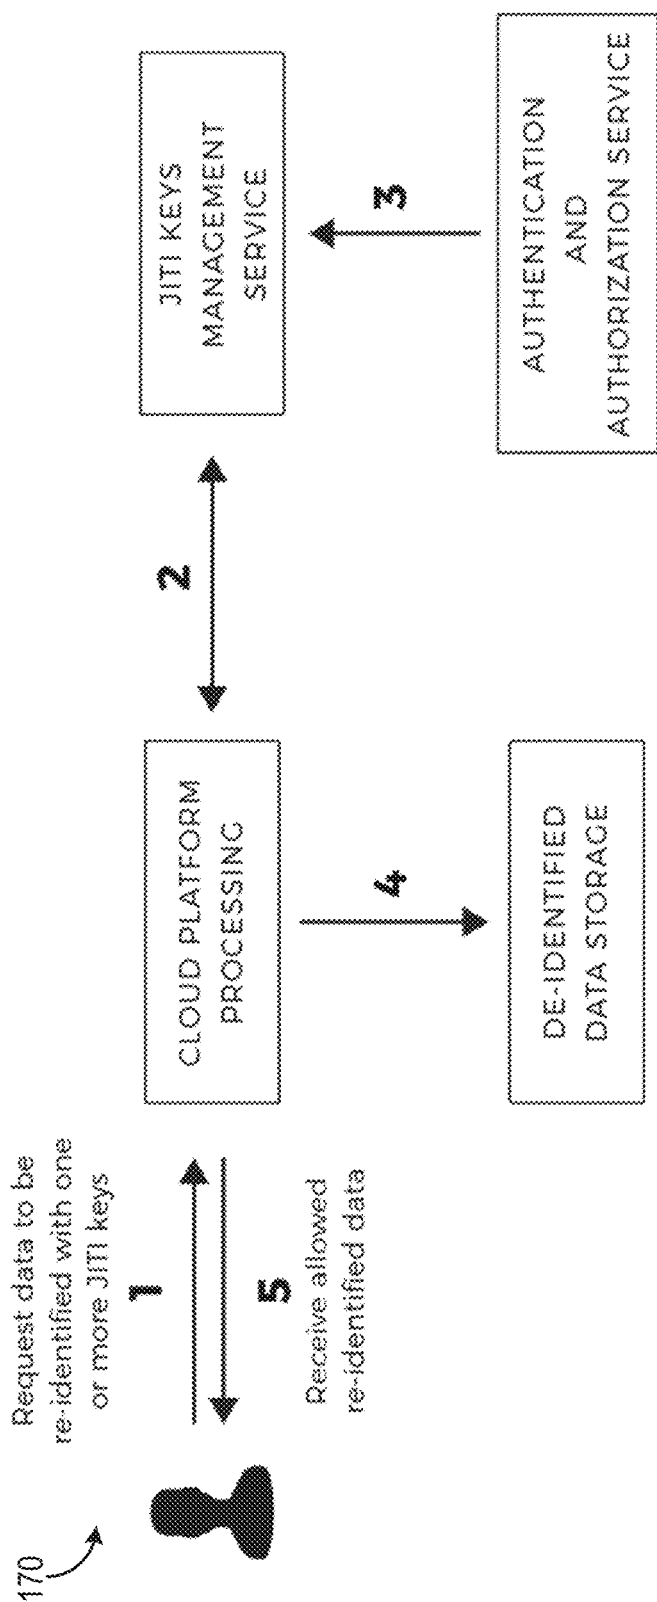 170
Request data to be
re-identified with one
or more JITI keys
1
5
Receive allowed
re-identified data
CLOUD PLATFORM
PROCESSING
4
DE-IDENTIFIED
DATA STORAGE
2
JITI KEYS
MANAGEMENT
SERVICE
3
AUTHENTICATION
AND
AUTHORIZATION SERVICE